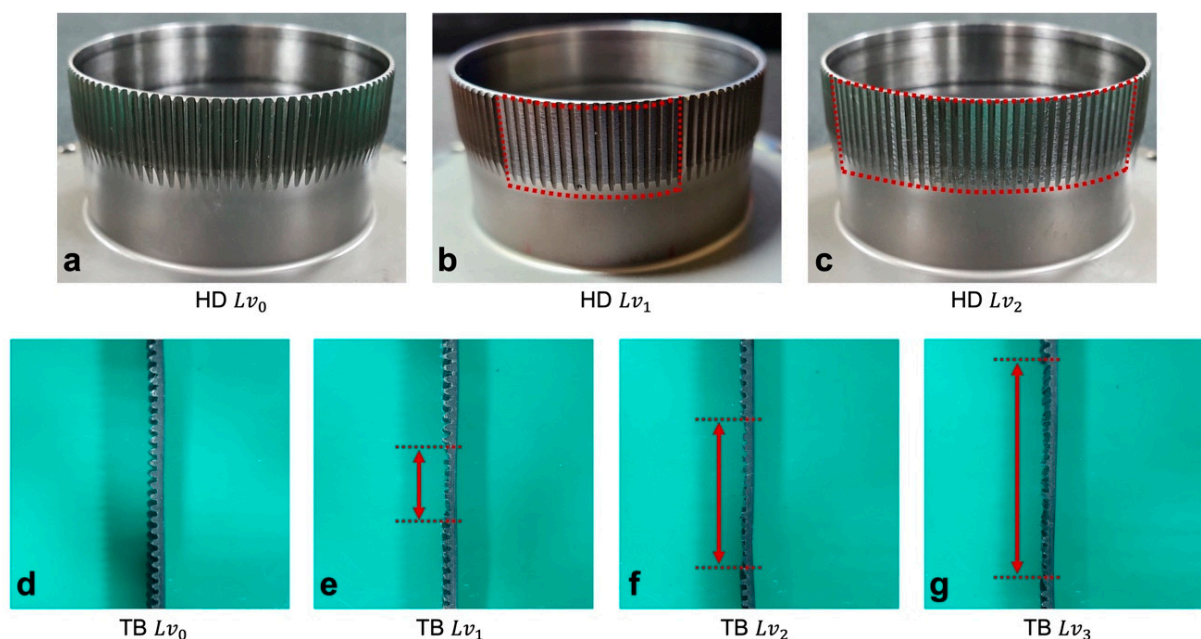 a
b
c
HD Lv₀
HD Lv₁
HD Lv₂
d
e
f
g
TB Lv₀
TB Lv₁
TB Lv₂
TB Lv₃